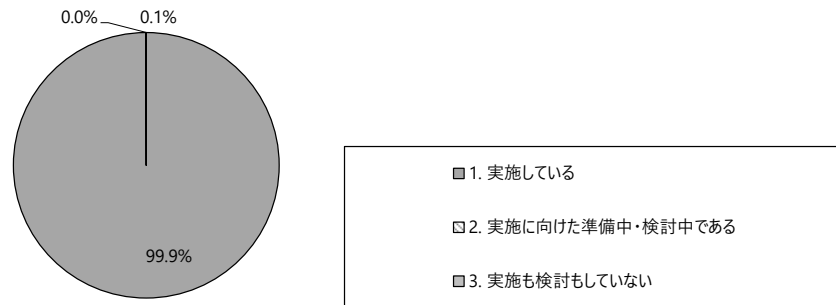 0.0% 0.1%
99.9%
1. 実施している
2. 実施に向けた準備中・検討中である
3. 実施も検討もしていない